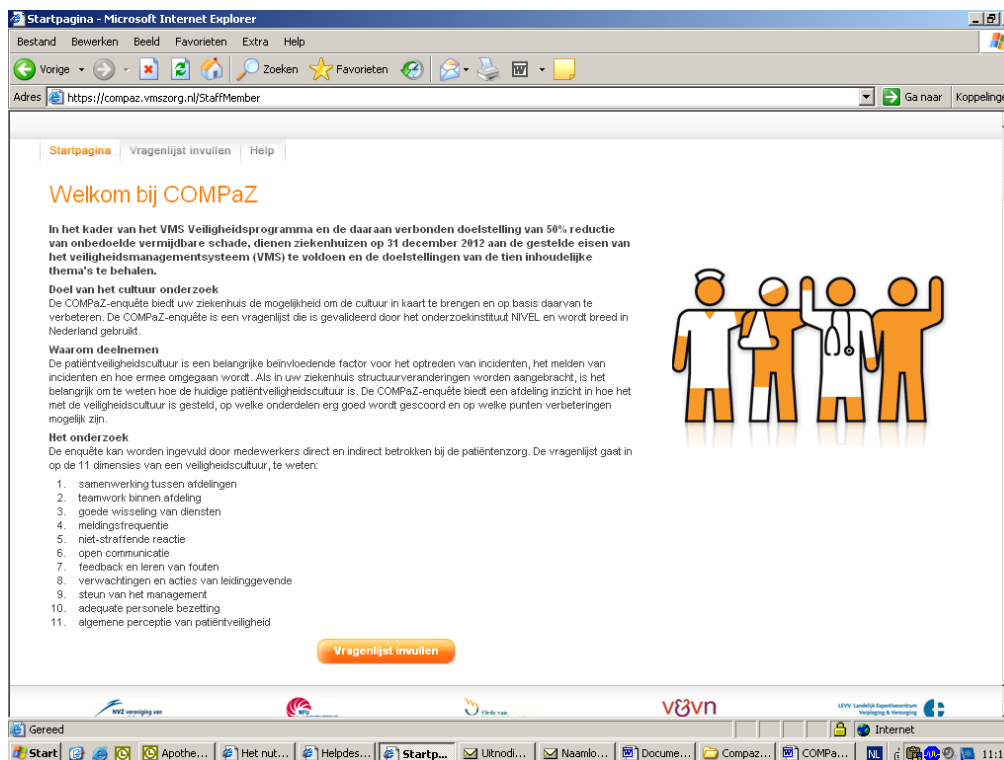 Startpagina - Microsoft Internet Explorer
Bestand Bewerken Beeld Favorieten Extra Help
Vorige Zoeken Favorieten
Adres https://compaz.vmszorg.nl/StaffMember Ga naar Koppelinge
Startpagina Vragenlijst invullen Help
Welkom bij COMPaZ
In het kader van het VMS Veiligheidsprogramma en de daaraan verbonden doelstelling van 50% reductie
van onbedoelde vermijdbare schade, dienen ziekenhuizen op 31 december 2012 aan de gestelde eisen van
het veiligheidsmanagementsysteem (VMS) te voldoen en de doelstellingen van de tien inhoudelijke
thema's te behalen.
Doel van het cultuur onderzoek
De COMPaZ-enquête biedt uw ziekenhuis de mogelijkheid om de cultuur in kaart te brengen en op basis daarvan te
verbeteren. De COMPaZ-enquête is een vragenlijst die is gevalideerd door het onderzoekinstituut NIVEL en wordt breed in
Nederland gebruikt.
Waarom deelnemen
De patiëntveiligheidscultuur is een belangrijke beïnvloedende factor voor het optreden van incidenten, het melden van
incidenten en hoe ermee omgegaan wordt. Als in uw ziekenhuis structuurveranderingen worden aangebracht, is het
belangrijk om te weten hoe de huidige patiëntveiligheidscultuur is. De COMPaZ-enquête biedt een afdeling inzicht in hoe het
met de veiligheidscultuur is gesteld, op welke onderdelen erg goed wordt gescoord en op welke punten verbeteringen
mogelijk zijn.
Het onderzoek
De enquête kan worden ingevuld door medewerkers direct en indirect betrokken bij de patiëntenzorg. De vragenlijst gaat in
op de 11 dimensies van een veiligheidscultuur, te weten:
1. samenwerking tussen afdelingen
2. teamwork binnen afdeling
3. goede wisseling van diensten
4. meldingsfrequentie
5. niet-straffende reactie
6. open communicatie
7. feedback en leren van fouten
8. verwachtingen en acties van leidinggevende
9. steun van het management
10. adequate personele bezetting
11. algemene perceptie van patiëntveiligheid
Vragenlijst invullen
NVZ vereniging van
NFU
Orde van
v&vn
LEVV Landelijk Expertisecentrum
Verpleging & Verzorging
Gereed Internet
Start Apothe... Het nut... Helpdes... Startp... Uitnodi... Naamlo... Docume... Compaz... COMPa... NL 11:1